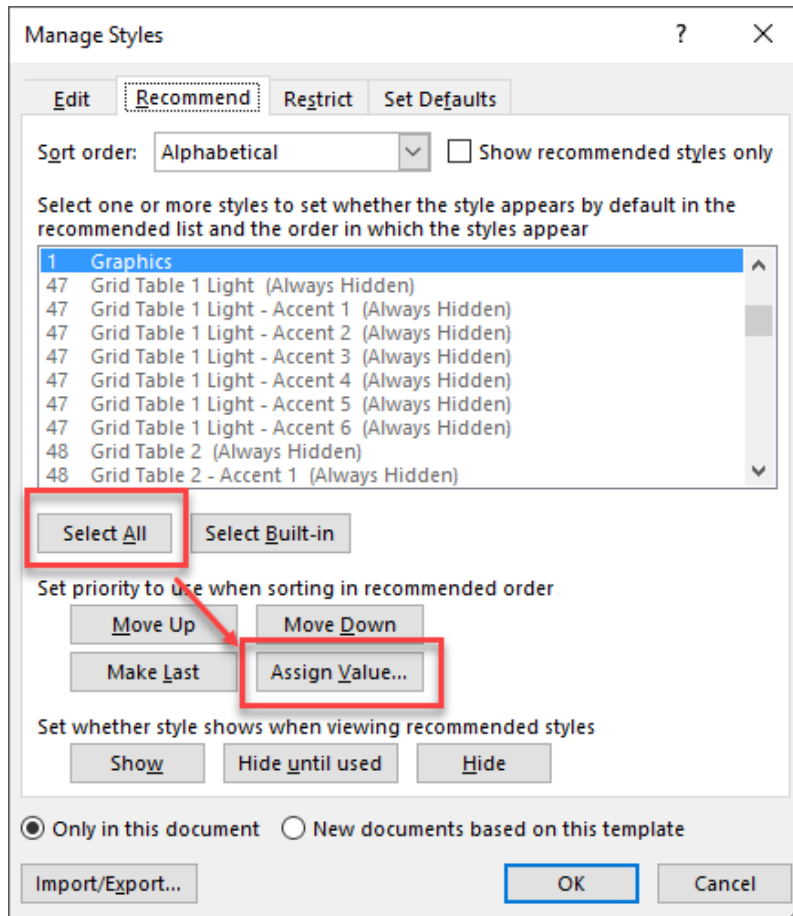 Manage Styles ?
Edit Recommend Restrict Set Defaults
Sort order: Alphabetical Show recommended styles only
Select one or more styles to set whether the style appears by default in the
recommended list and the order in which the styles appear
1 Graphics
47 Grid Table 1 Light (Always Hidden)
47 Grid Table 1 Light - Accent 1 (Always Hidden)
47 Grid Table 1 Light - Accent 2 (Always Hidden)
47 Grid Table 1 Light - Accent 3 (Always Hidden)
47 Grid Table 1 Light - Accent 4 (Always Hidden)
47 Grid Table 1 Light - Accent 5 (Always Hidden)
47 Grid Table 1 Light - Accent 6 (Always Hidden)
48 Grid Table 2 (Always Hidden)
48 Grid Table 2 - Accent 1 (Always Hidden)
Select All Select Built-in
Set priority to use when sorting in recommended order
Move Up Move Down
Make Last Assign Value...
Set whether style shows when viewing recommended styles
Show Hide until used Hide
Only in this document New documents based on this template
Import/Export... OK Cancel